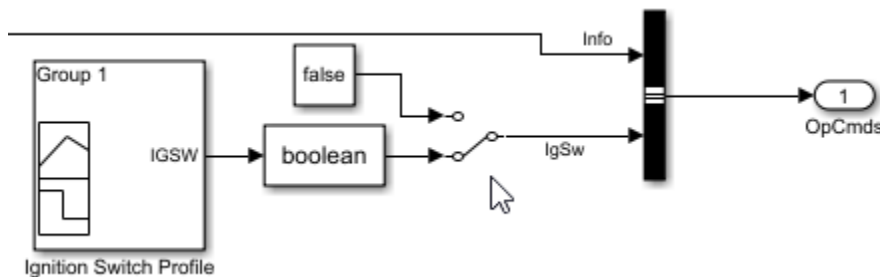 Info
Group 1
false
IGSW
boolean
IgSw
1
OpCmds
Ignition Switch Profile